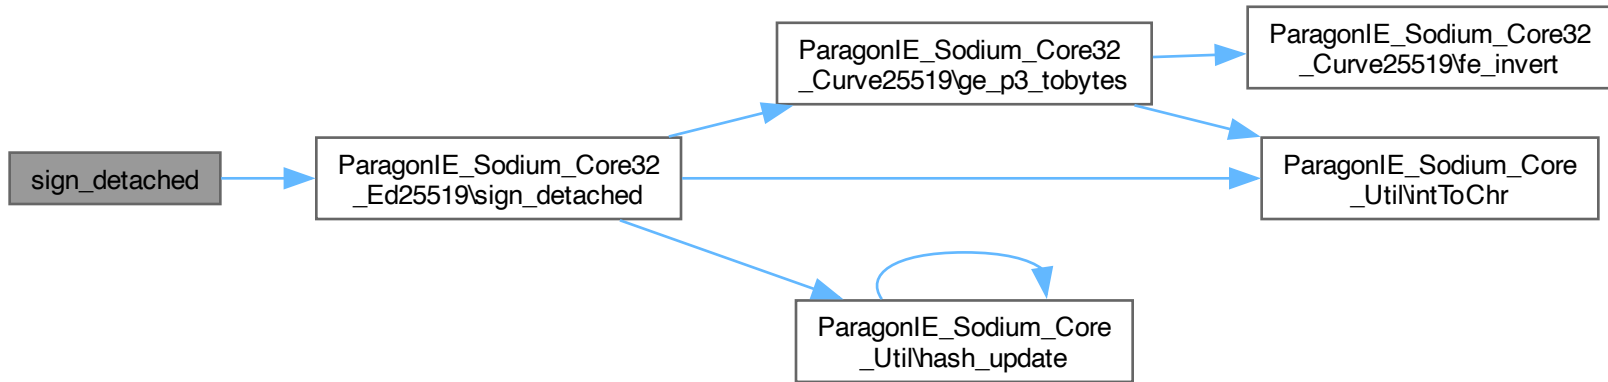 sign_detached
ParagonIE_Sodium_Core32
_Ed25519\sign_detached
ParagonIE_Sodium_Core32
_Curve25519\ge_p3_tobytes
ParagonIE_Sodium_Core32
_Curve25519\fe_invert
ParagonIE_Sodium_Core
_Util\intToChr
ParagonIE_Sodium_Core
_Util\hash_update